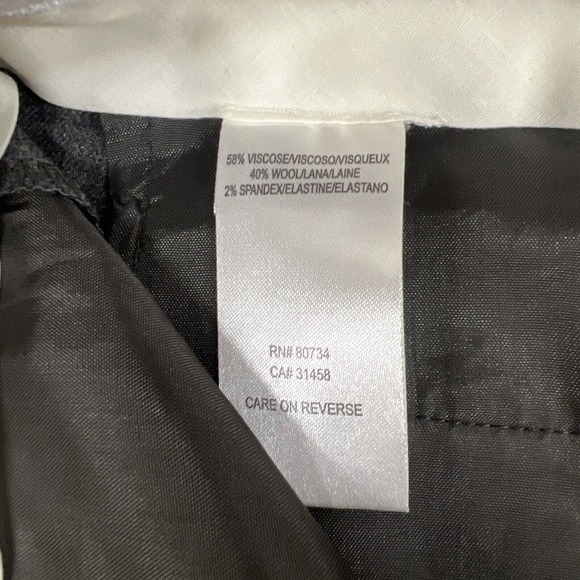 58% VISCOSE/VISCOSO/VISQUEUX
40% WOOL/LANA/LAINE
2% SPANDEX/ELASTINE/ELASTANO
RN# 80734
CA# 31458
CARE ON REVERSE